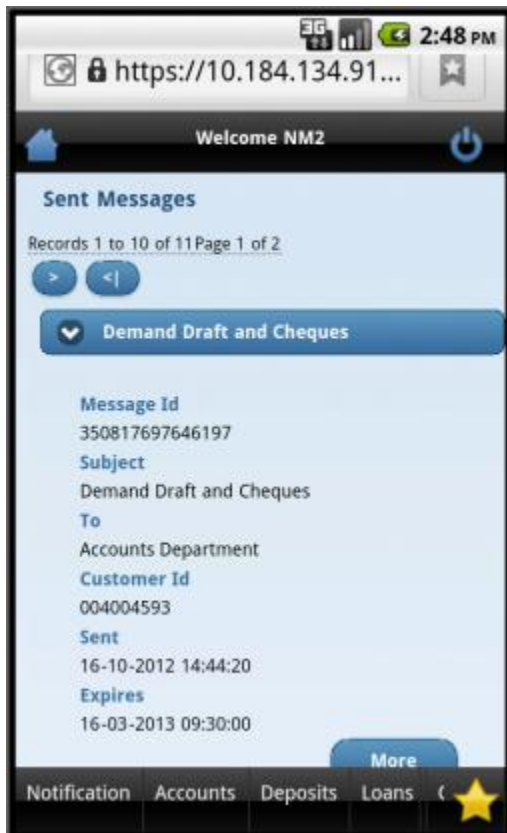 3G
2:48 PM
https://10.184.134.91...
Welcome NM2
Sent Messages
Records 1 to 10 of 11Page 1 of 2
> <|
Demand Draft and Cheques
Message Id
350817697646197
Subject
Demand Draft and Cheques
To
Accounts Department
Customer Id
004004593
Sent
16-10-2012 14:44:20
Expires
16-03-2013 09:30:00
More
Notification Accounts Deposits Loans